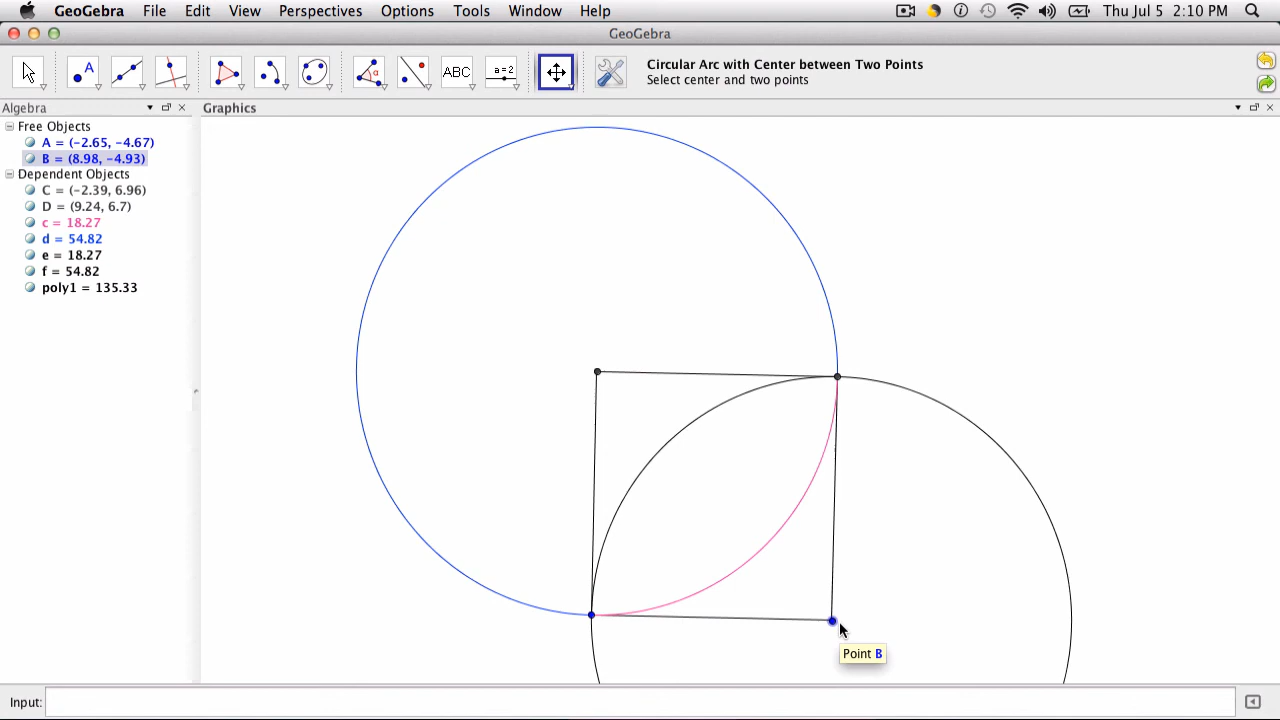 GeoGebra File Edit View Perspectives Options Tools Window Help Thu Jul 5 2:10 PM
GeoGebra
A ABC a=2 Circular Arc with Center between Two Points
α Select center and two points
Algebra Graphics
Free Objects
A = (-2.65, -4.67)
B = (8.98, -4.93)
Dependent Objects
C = (-2.39, 6.96)
D = (9.24, 6.7)
c = 18.27
d = 54.82
e = 18.27
f = 54.82
poly1 = 135.33
Point B
Input: